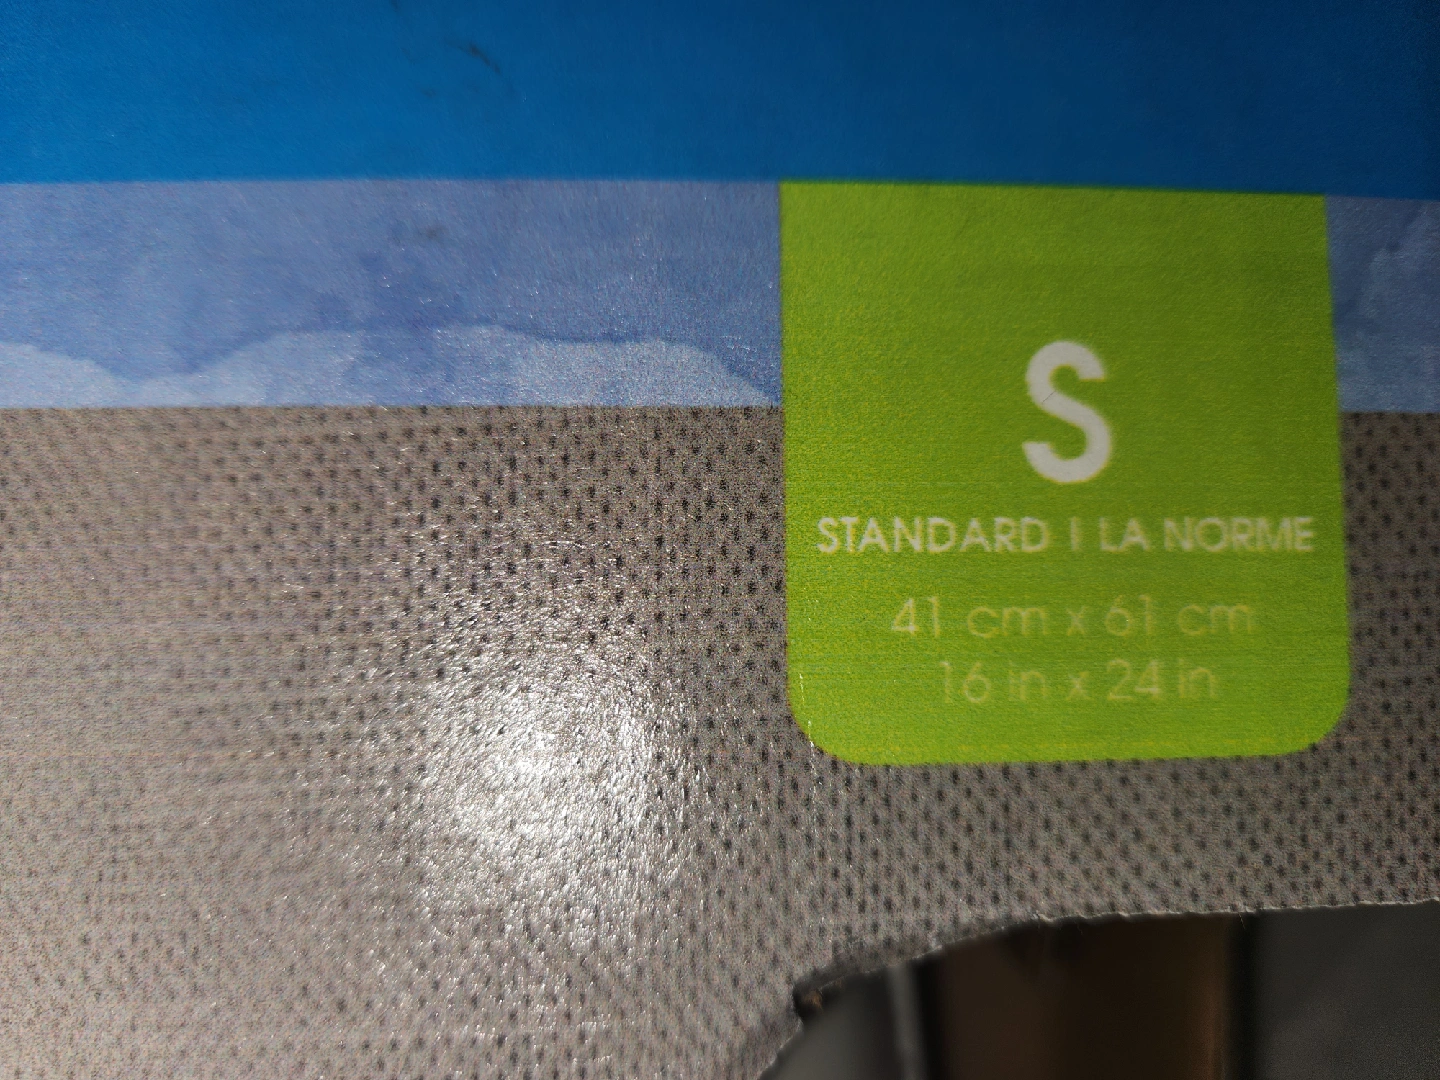 S
STANDARD | LA NORME
41 cm x 61 cm
16 in x 24 in